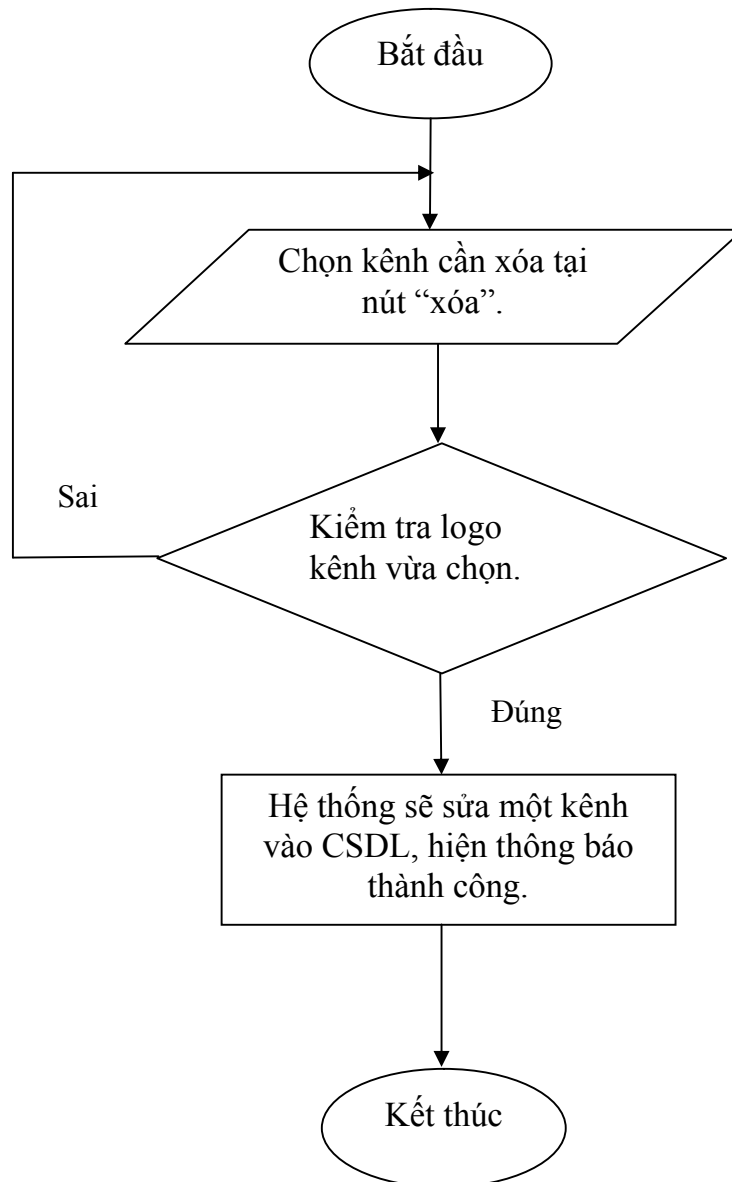 Bắt đầu
Chọn kênh cần xóa tại
nút “xóa”.
Sai
Kiểm tra logo
kênh vừa chọn.
Đúng
Hệ thống sẽ sửa một kênh
vào CSDL, hiện thông báo
thành công.
Kết thúc